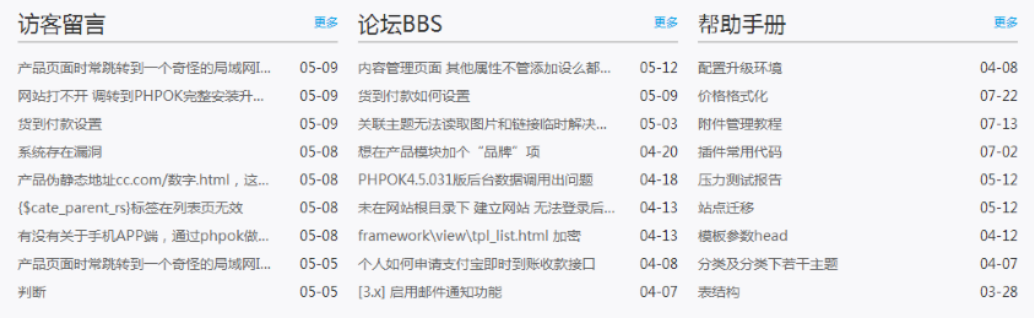 访客留言 更多
产品页面时常跳转到一个奇怪的局域网I... 05-09
网站打不开 调转到PHPOK完整安装升... 05-09
货到付款设置 05-09
系统存在漏洞 05-08
产品伪静态地址cc.com/数字.html，这... 05-08
{$cate_parent_rs}标签在列表页无效 05-08
有没有关于手机APP端，通过phpok做... 05-08
产品页面时常跳转到一个奇怪的局域网I... 05-05
判断 05-05
论坛BBS 更多
内容管理页面 其他属性不管添加设么都... 05-12
货到付款如何设置 05-09
关联主题无法读取图片和链接临时解决... 05-03
想在产品模块加个“品牌”项 04-20
PHPOK4.5.031版后台数据调用出问题 04-18
未在网站根目录下 建立网站 无法登录后... 04-13
framework\view\tpl_list.html 加密 04-13
个人如何申请支付宝即时到账收款接口 04-08
[3.x] 启用邮件通知功能 04-07
帮助手册 更多
配置升级环境 04-08
价格格式化 07-22
附件管理教程 07-13
插件常用代码 07-02
压力测试报告 05-12
站点迁移 05-12
模板参数head 04-12
分类及分类下若干主题 04-07
表结构 03-28